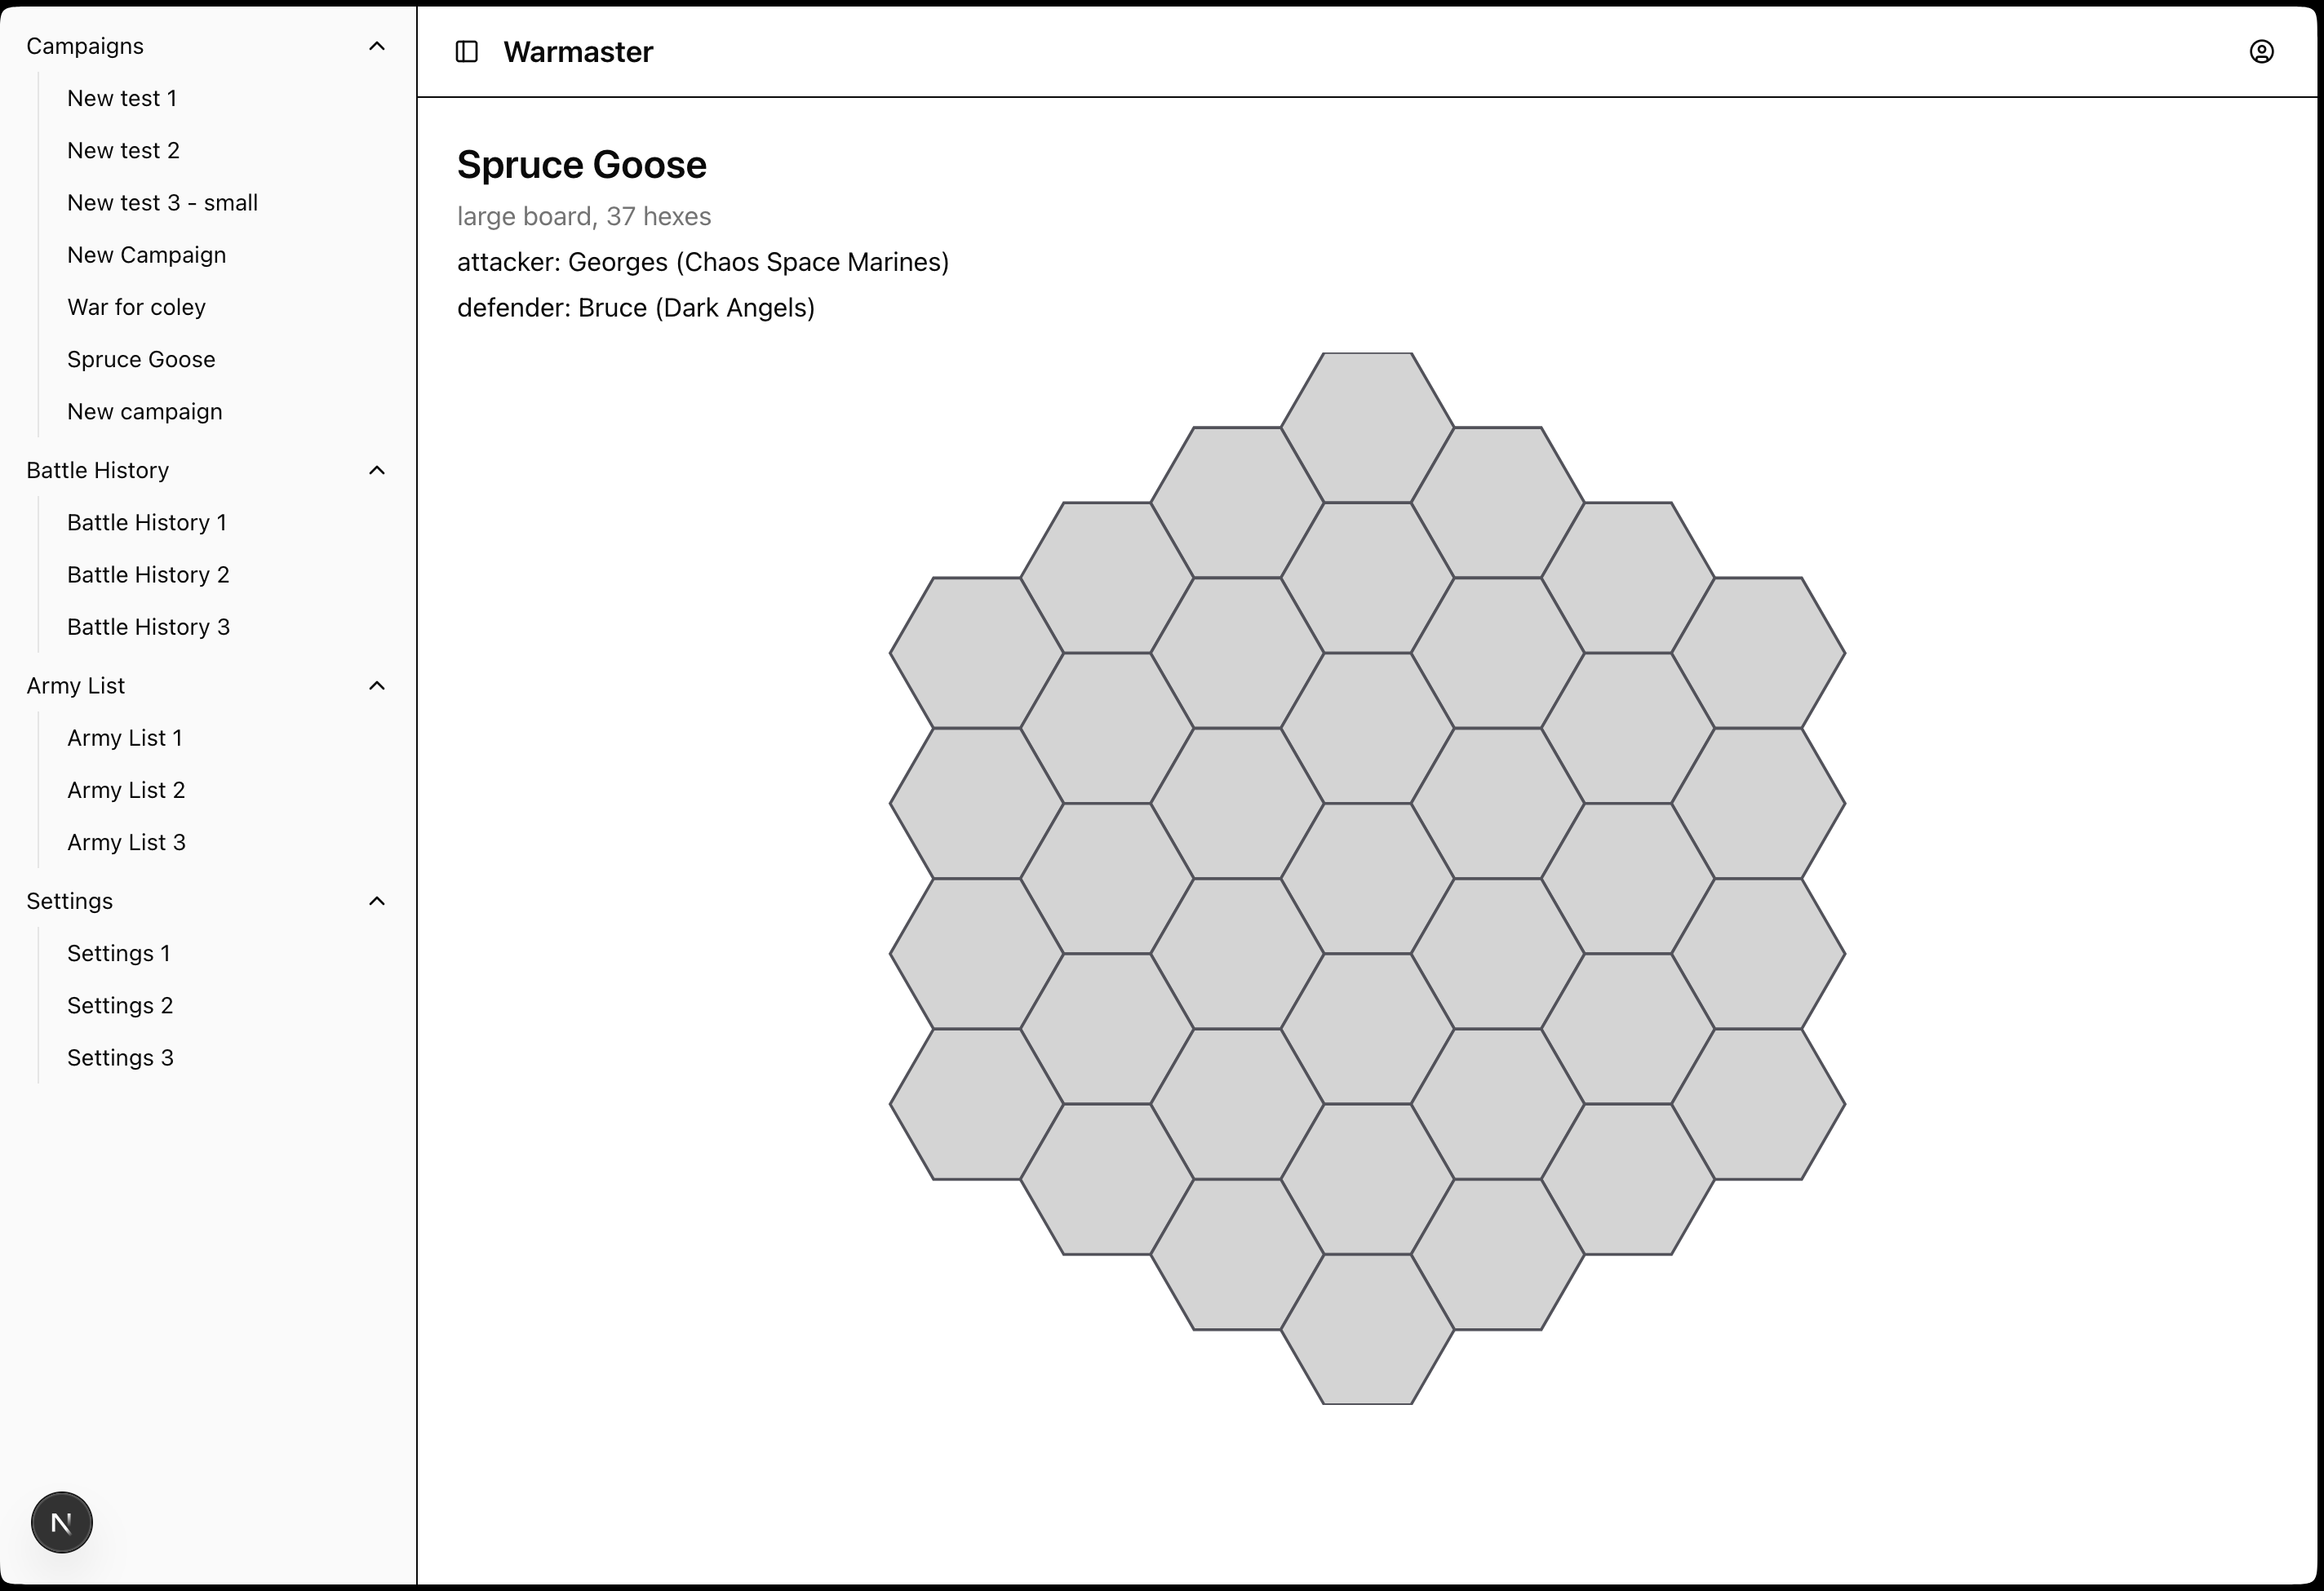 Campaigns
New test 1
New test 2
New test 3 - small
New Campaign
War for coley
Spruce Goose
New campaign
Battle History
Battle History 1
Battle History 2
Battle History 3
Army List
Army List 1
Army List 2
Army List 3
Settings
Settings 1
Settings 2
Settings 3
N
Warmaster
Spruce Goose
large board, 37 hexes
attacker: Georges (Chaos Space Marines)
defender: Bruce (Dark Angels)